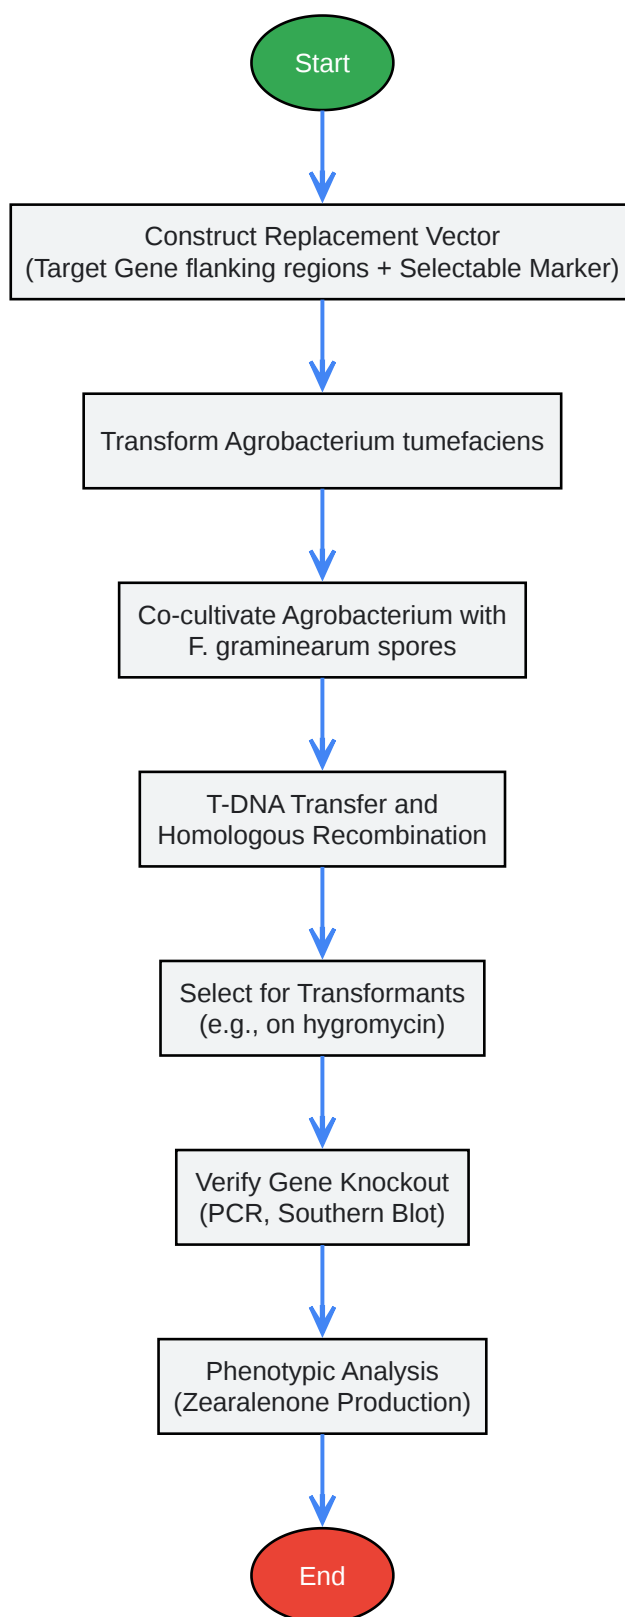 Start
Construct Replacement Vector
(Target Gene flanking regions + Selectable Marker)
Transform Agrobacterium tumefaciens
Co-cultivate Agrobacterium with
F. graminearum spores
T-DNA Transfer and
Homologous Recombination
Select for Transformants
(e.g., on hygromycin)
Verify Gene Knockout
(PCR, Southern Blot)
Phenotypic Analysis
(Zearalenone Production)
End